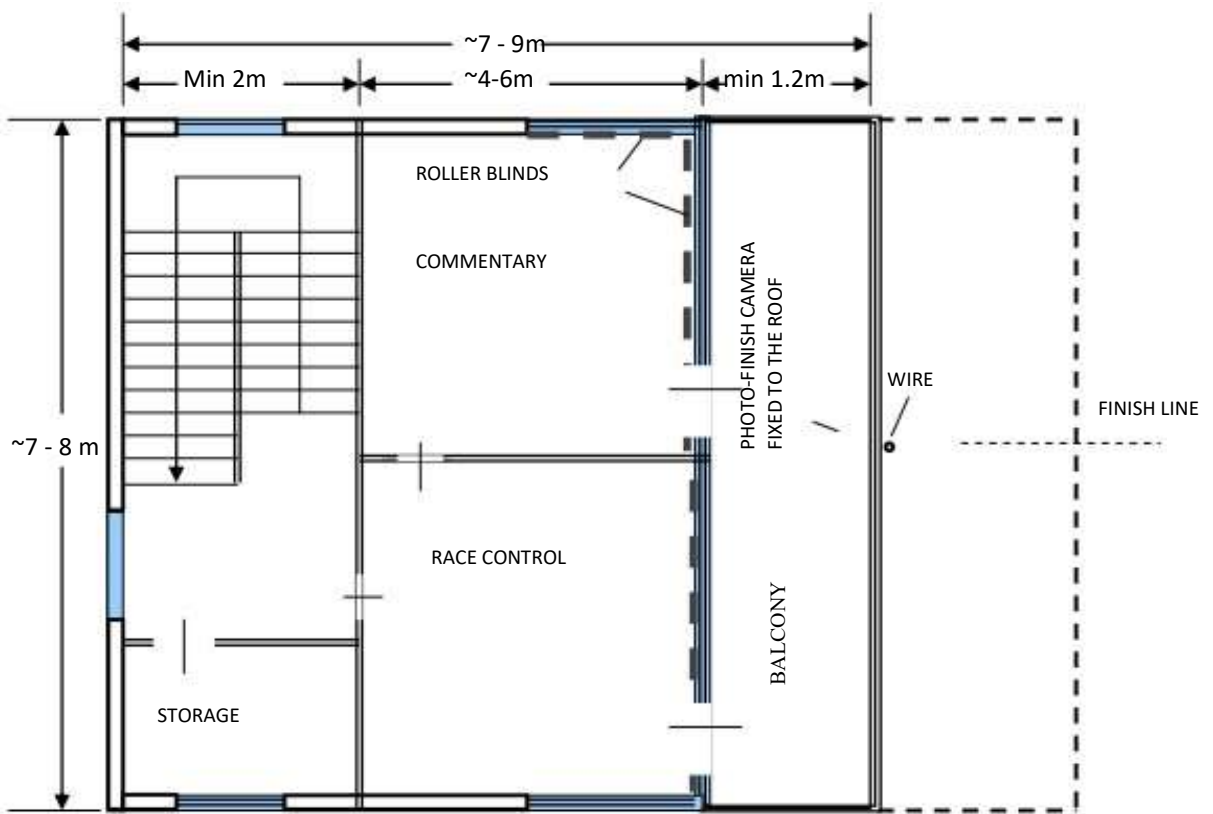 ~7 - 9m
Min 2m
~4-6m
min 1.2m
ROLLER BLINDS
COMMENTARY
PHOTO-FINISH CAMERA
FIXED TO THE ROOF
WIRE
FINISH LINE
~7 - 8 m
RACE CONTROL
BALCONY
STORAGE